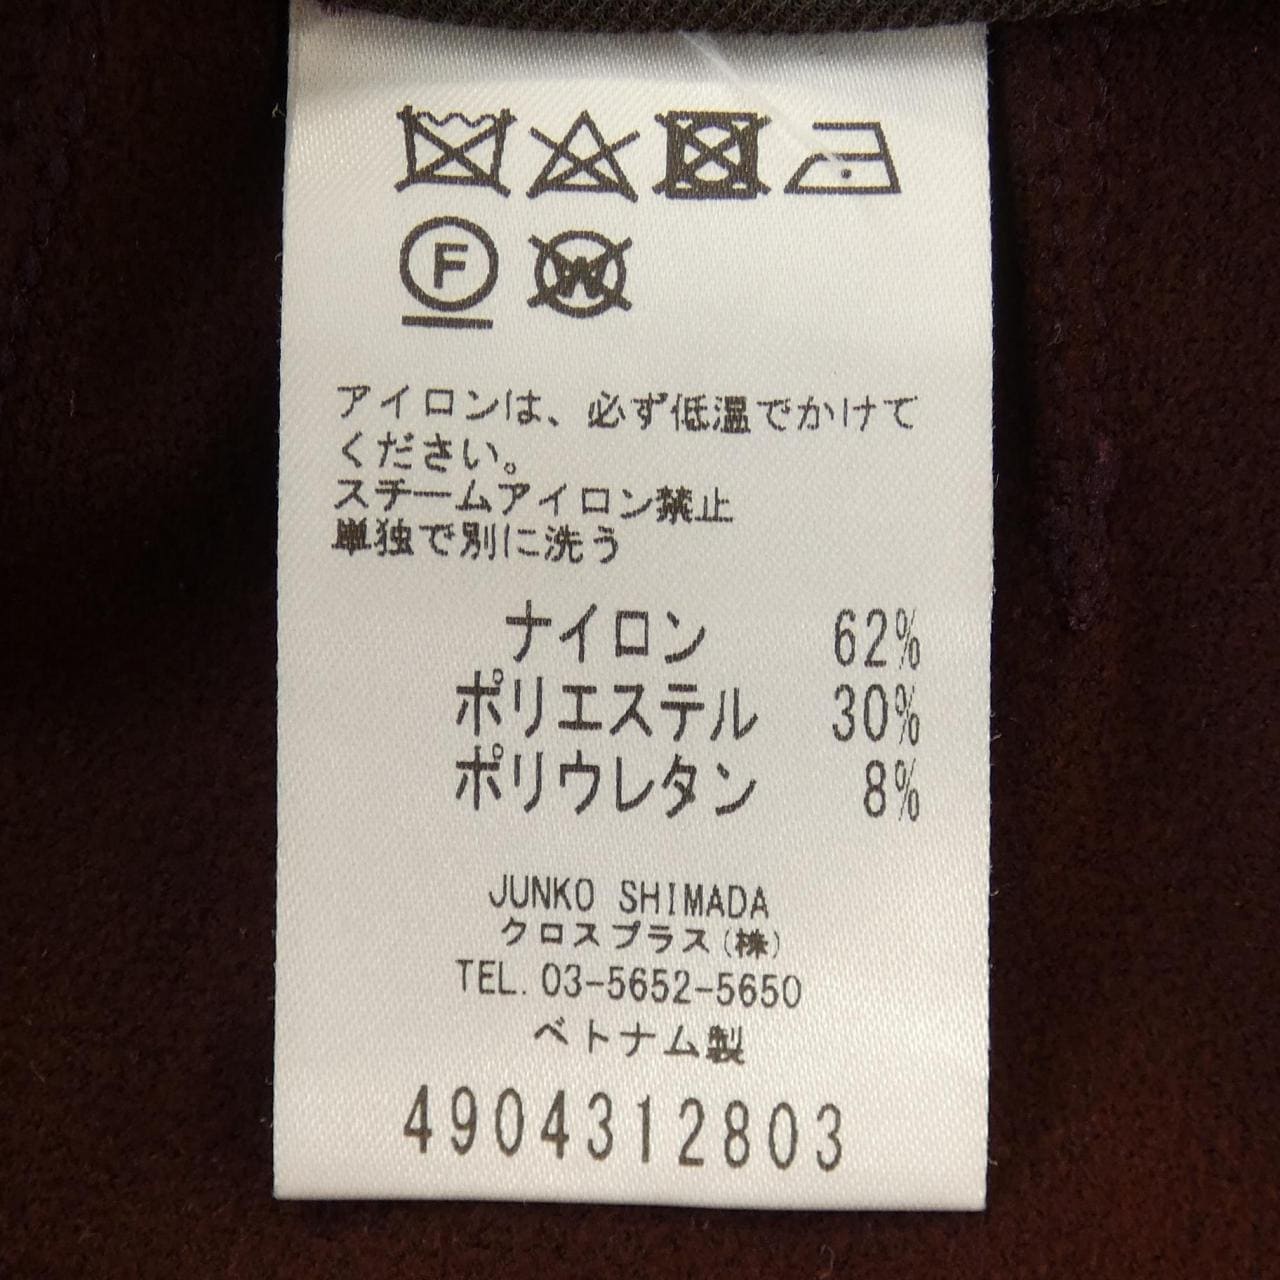 F
W
アイロンは、必ず低温でかけて
ください。
スチームアイロン禁止
単独で別に洗う
ナイロン 62%
ポリエステル 30%
ポリウレタン 8%
JUNKO SHIMADA
クロスプラス(株)
TEL. 03-5652-5650
ベトナム製
4904312803